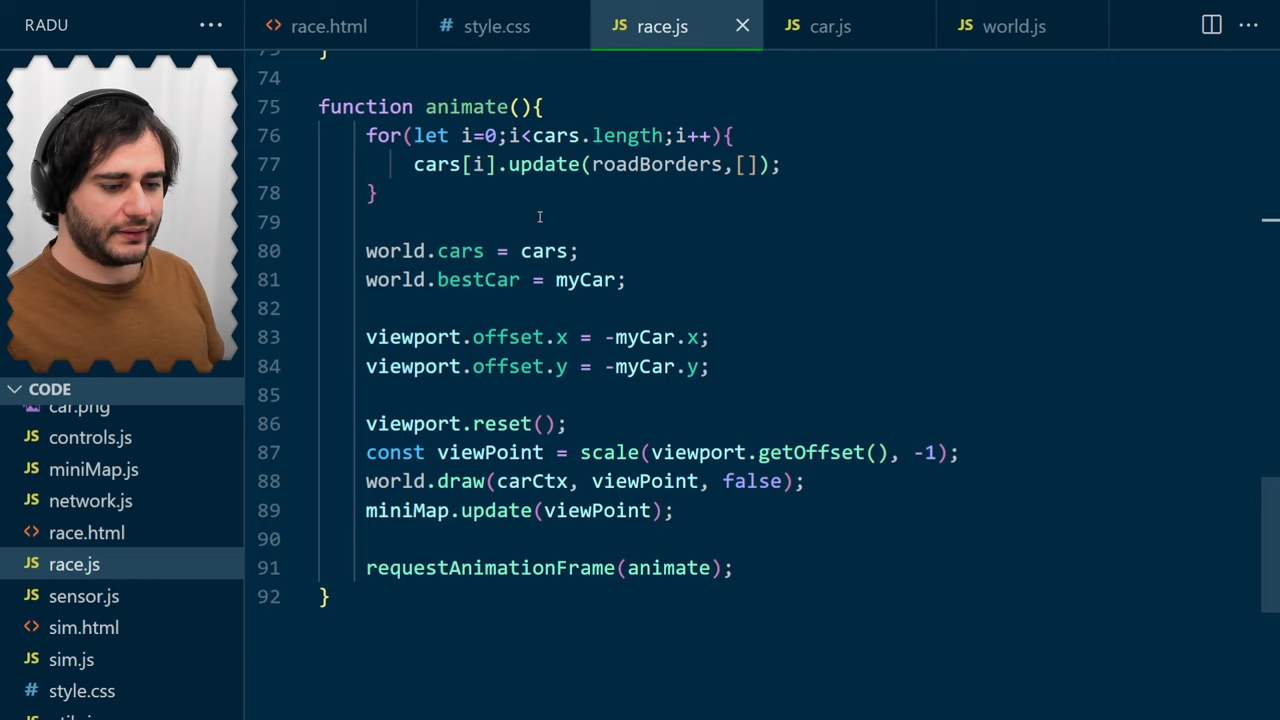 RADU
race.html
style.css
race.js
car.js
world.js
74
75 function animate(){
76 for(let i=0;i<cars.length;i++){
77 cars[i].update(roadBorders,[]);
78 }
79
80 world.cars = cars;
81 world.bestCar = myCar;
82
83 viewport.offset.x = -myCar.x;
84 viewport.offset.y = -myCar.y;
85
86 viewport.reset();
87 const viewPoint = scale(viewport.getOffset(), -1);
88 world.draw(carCtx, viewPoint, false);
89 miniMap.update(viewPoint);
90
91 requestAnimationFrame(animate);
92 }
CODE
car.png
JS controls.js
JS miniMap.js
JS network.js
<> race.html
JS race.js
JS sensor.js
<> sim.html
JS sim.js
# style.css